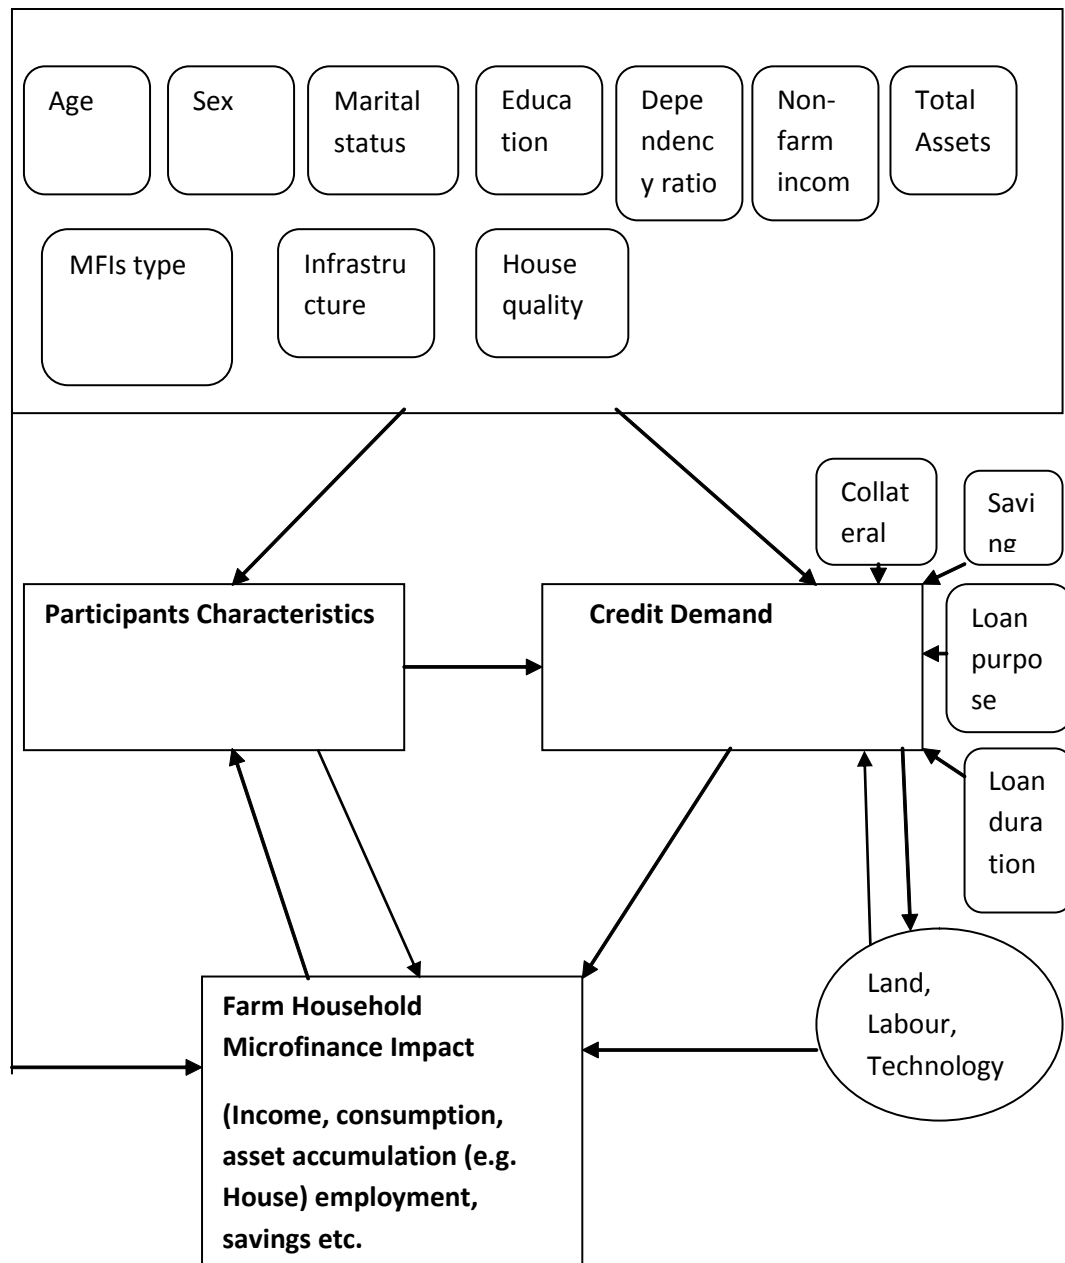 Age
Sex
Marital
status
Educa
tion
Depe
ndenc
y ratio
Non-
farm
incom
Total
Assets
MFIs type
Infrastru
cture
House
quality
Collat
eral
Savi
ng
Participants Characteristics
Credit Demand
Loan
purpo
se
Loan
dura
tion
Farm Household
Microfinance Impact
(Income, consumption,
asset accumulation (e.g.
House) employment,
savings etc.
Land,
Labour,
Technology